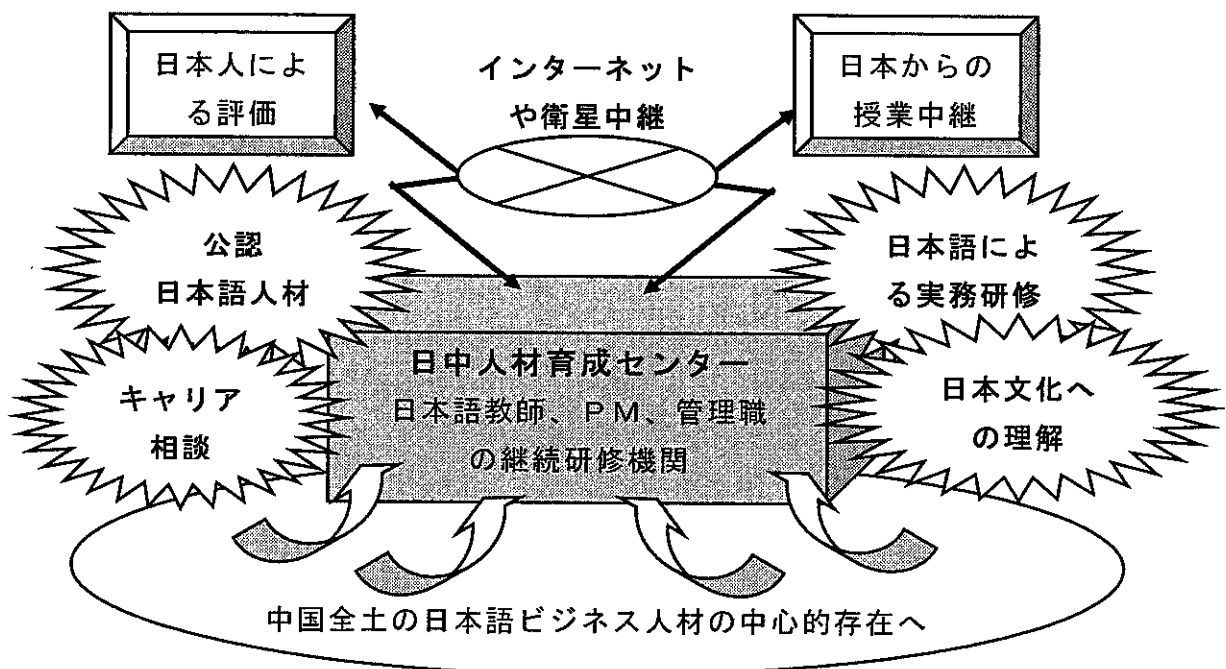 日本人によ
る評価
インターネット
や衛星中継
日本からの
授業中継
公認
日本語人材
日本語によ
る実務研修
キャリア
相談
日中人材育成センター
日本語教師、ＰＭ、管理職
の継続研修機関
日本文化へ
の理解
中国全土の日本語ビジネス人材の中心的存在へ